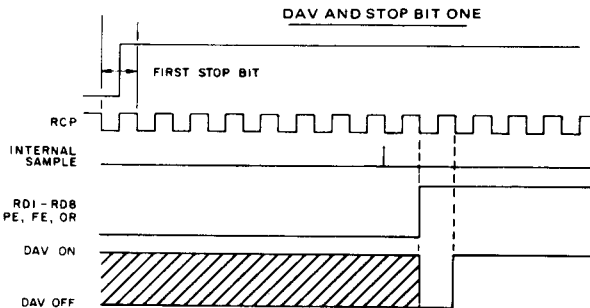 DAV AND STOP BIT ONE
FIRST STOP BIT
RCP
INTERNAL
SAMPLE
RD1-RD8
PE, FE, OR
DAV ON
DAV OFF